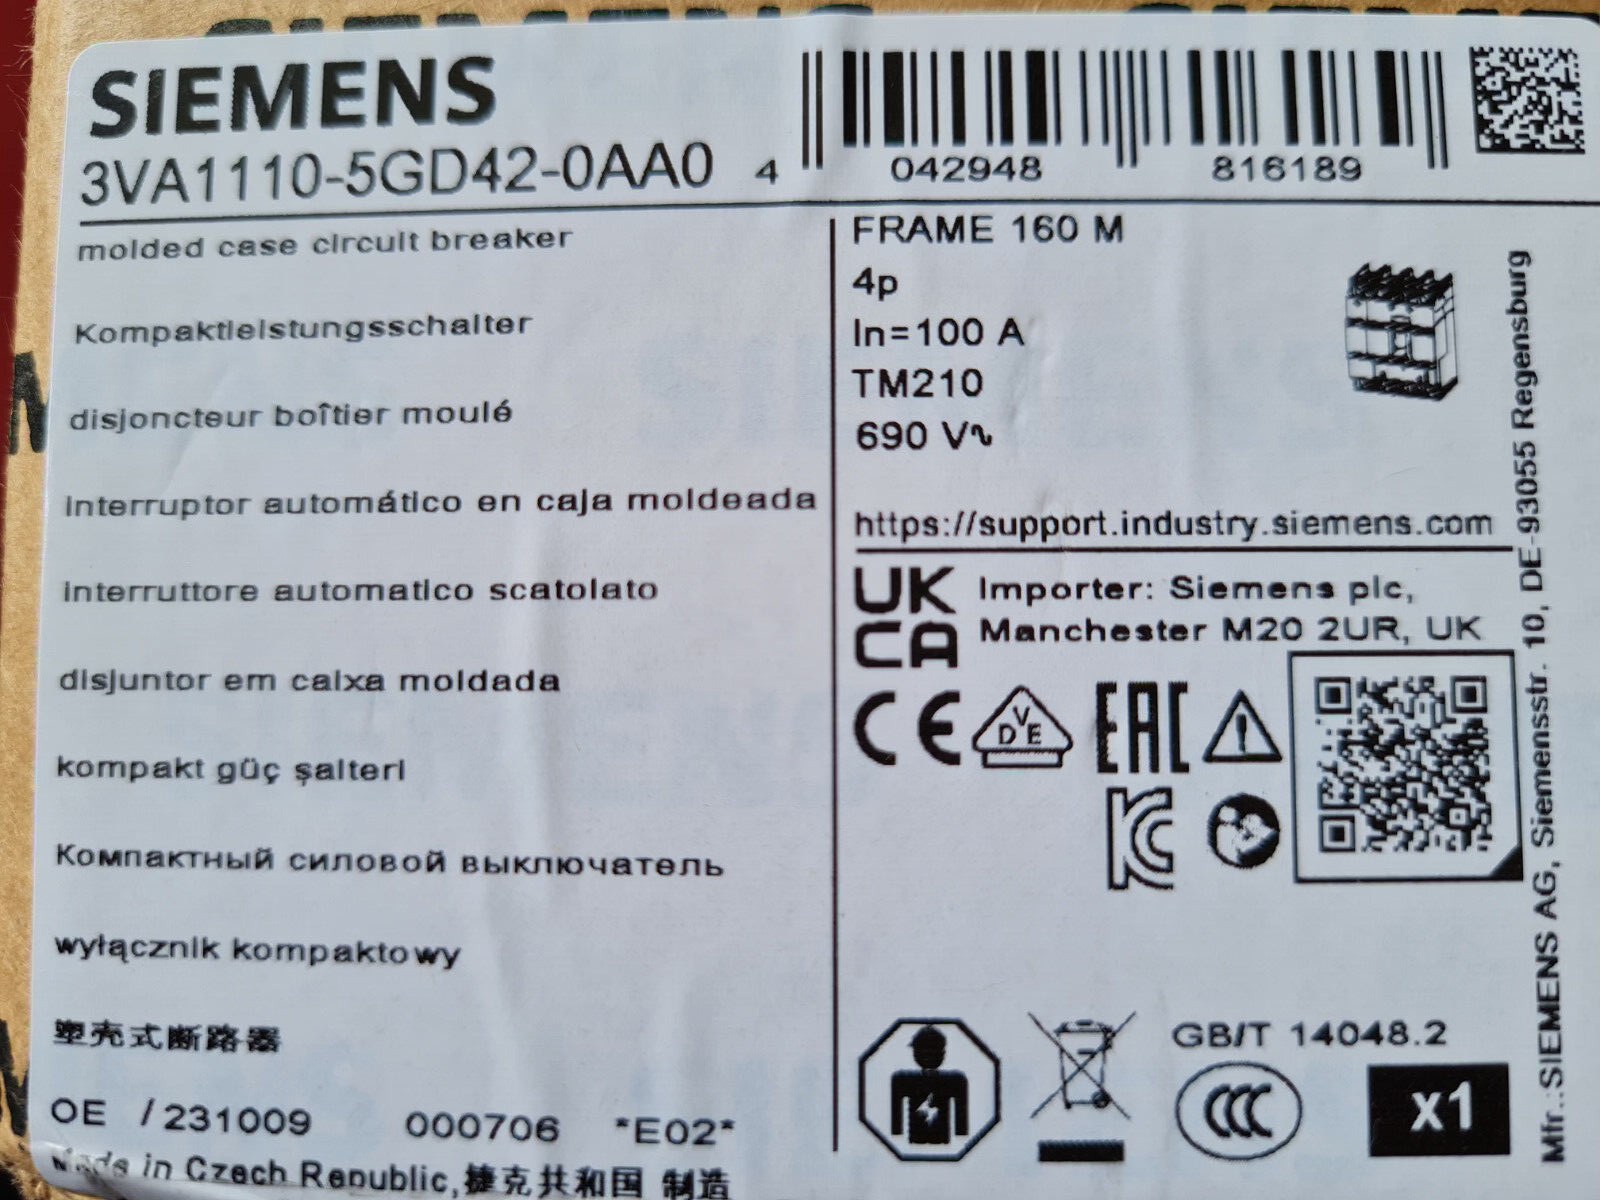 SIEMENS
3VA1110-5GD42-0AA0
4 042948 816189
molded case circuit breaker
Kompaktleistungsschalter
disjoncteur boîtier moulé
interruptor automático en caja moldeada
interruttore automatico scatolato
disjuntor em caixa moldada
kompakt güç şalteri
Компактный силовой выключатель
wyłącznik kompaktowy
塑壳式断路器
OE /231009 000706 *E02*
Made in Czech Republic,捷克共和国 制造
FRAME 160 M
4p
In=100 A
TM210
690 V~
https://support.industry.siemens.com
UK
CA
Importer: Siemens plc,
Manchester M20 2UR, UK
CE
VDE
EAC
KC
GB/T 14048.2
CCC
x1
Mfr.:SIEMENS AG, Siemensstr. 10, DE-93055 Regensburg